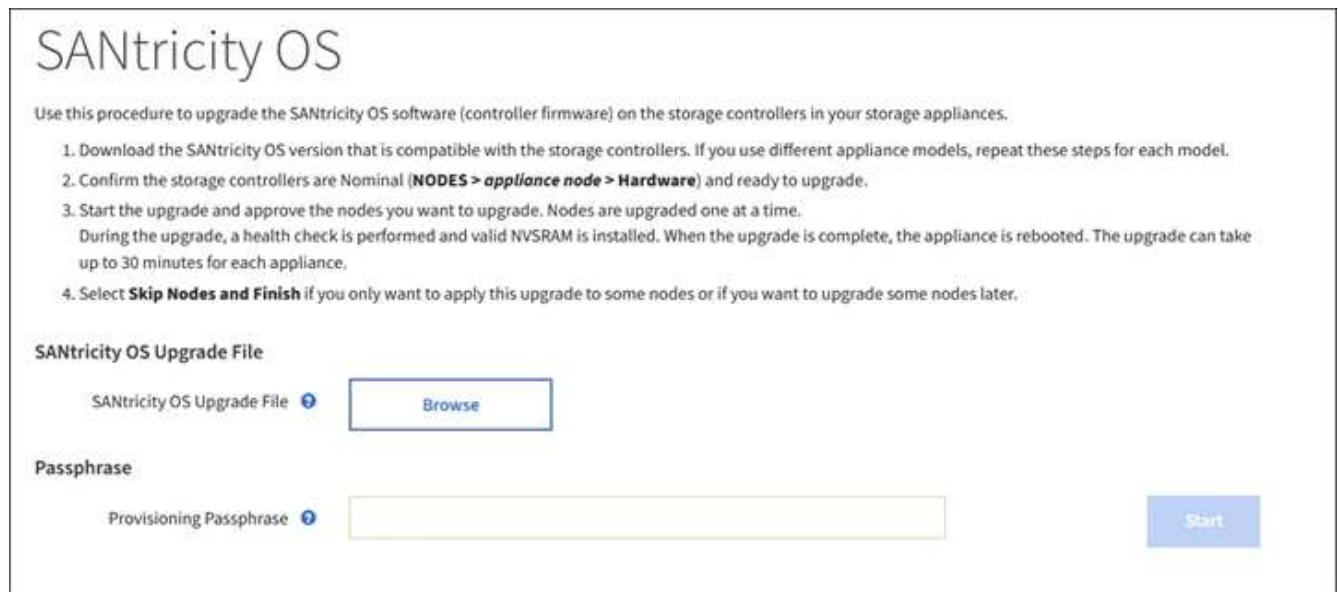 SANtricity OS
Use this procedure to upgrade the SANtricity OS software (controller firmware) on the storage controllers in your storage appliances.
1. Download the SANtricity OS version that is compatible with the storage controllers. If you use different appliance models, repeat these steps for each model.
2. Confirm the storage controllers are Nominal (NODES > appliance node > Hardware) and ready to upgrade.
3. Start the upgrade and approve the nodes you want to upgrade. Nodes are upgraded one at a time.
During the upgrade, a health check is performed and valid NVSRAM is installed. When the upgrade is complete, the appliance is rebooted. The upgrade can take
up to 30 minutes for each appliance.
4. Select Skip Nodes and Finish if you only want to apply this upgrade to some nodes or if you want to upgrade some nodes later.
SANtricity OS Upgrade File
SANtricity OS Upgrade File ? Browse
Passphrase
Provisioning Passphrase ? Start